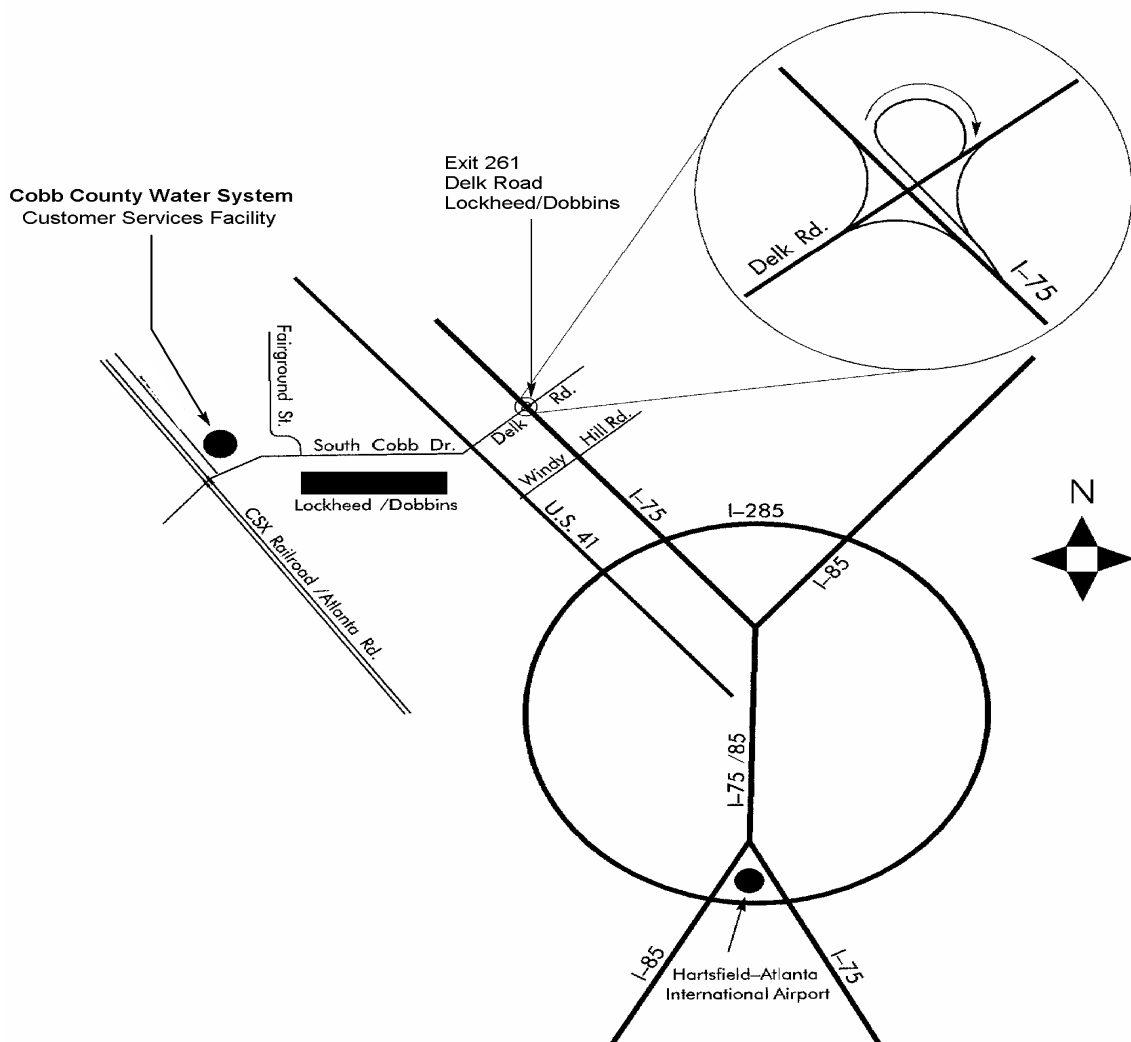 Cobb County Water System
Customer Services Facility
Exit 261
Delk Road
Lockheed/Dobbins
Delk Rd.
I-75
Fairground St.
South Cobb Dr.
Delk Rd.
Windy Hill Rd.
Lockheed /Dobbins
I-75
U.S. 41
I-285
I-85
N
CSX Railroad /Atlanta Rd.
I-75 /85
I-85
I-75
Hartsfield–Atlanta
International Airport